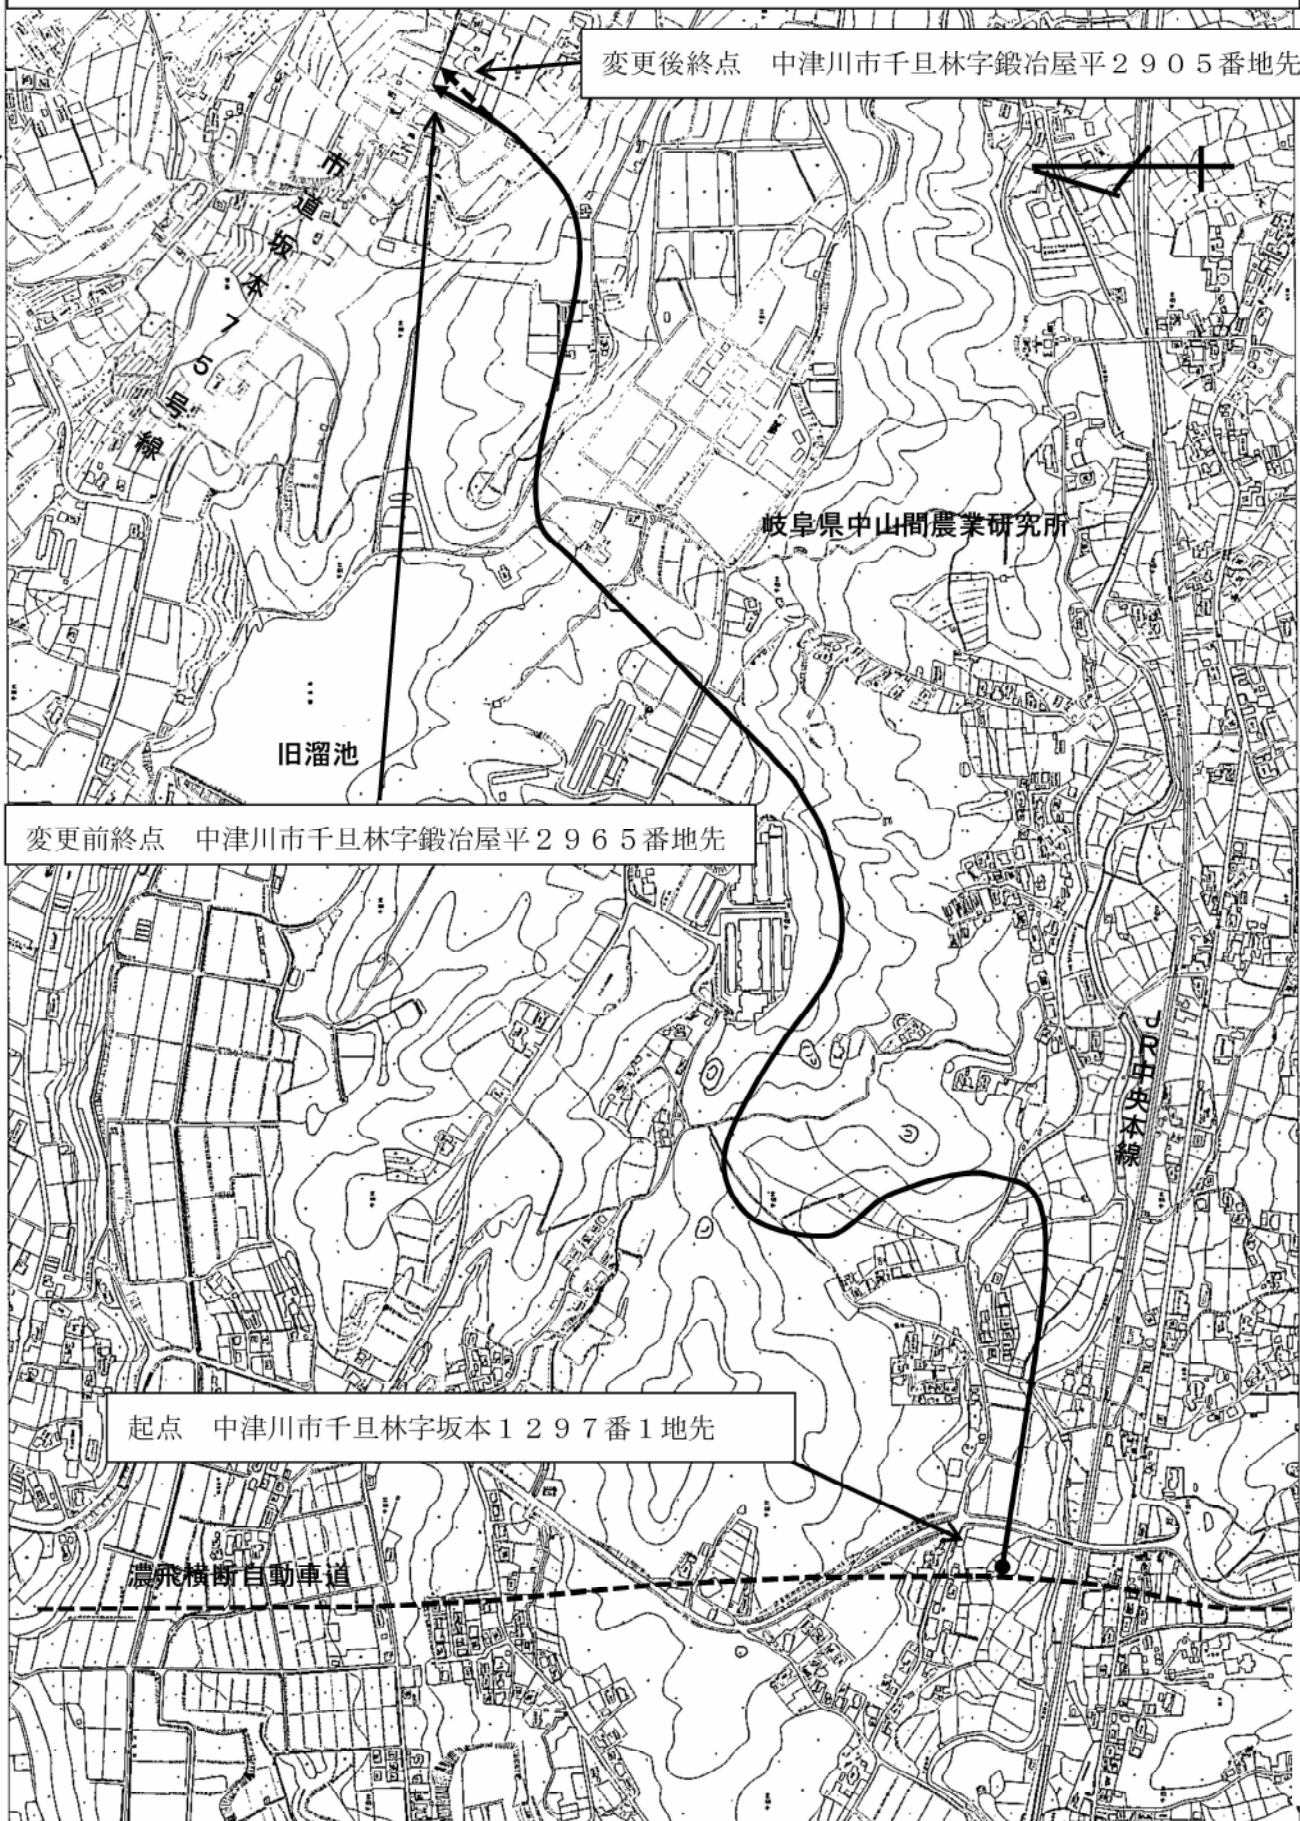 変更後終点　中津川市千旦林字鍛冶屋平２９０５番地先
市道坂本７５号線
岐阜県中山間農業研究所
旧溜池
変更前終点　中津川市千旦林字鍛冶屋平２９６５番地先
ＪＲ中央本線
起点　中津川市千旦林字坂本１２９７番１地先
濃飛横断自動車道